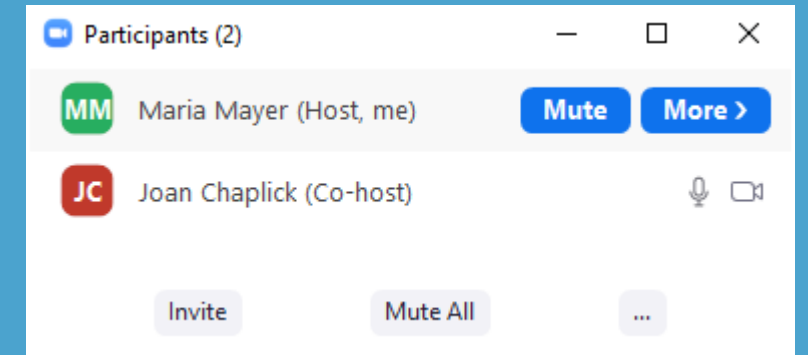 Participants (2)
MM Maria Mayer (Host, me) Mute More >
JC Joan Chaplick (Co-host)
Invite Mute All ...